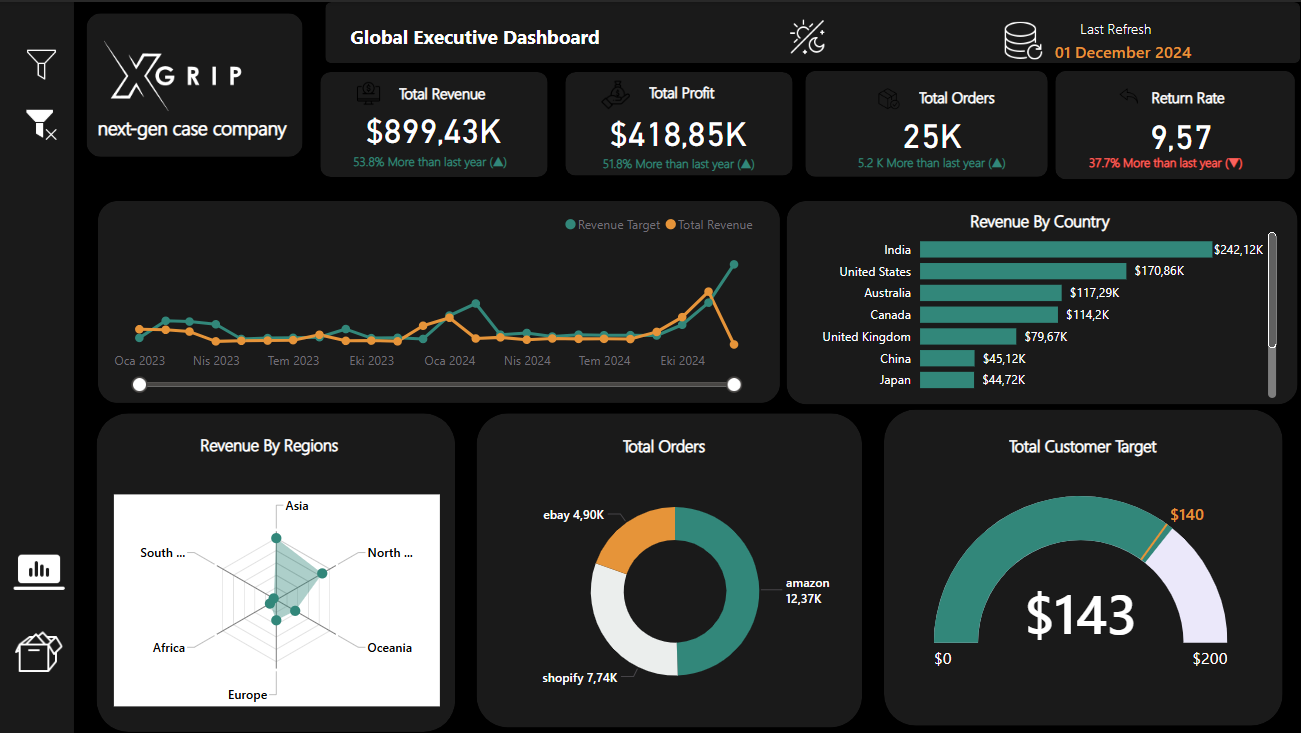 XGRIP
next-gen case company
Global Executive Dashboard
Last Refresh
01 December 2024
Total Revenue
$899,43K
53.8% More than last year (▲)
Total Profit
$418,85K
51.8% More than last year (▲)
Total Orders
25K
5.2 K More than last year (▲)
Return Rate
9,57
37.7% More than last year (▼)
Revenue Target Total Revenue
Oca 2023 Nis 2023 Tem 2023 Eki 2023 Oca 2024 Nis 2024 Tem 2024 Eki 2024
Revenue By Country
India $242,12K
United States $170,86K
Australia $117,29K
Canada $114,2K
United Kingdom $79,67K
China $45,12K
Japan $44,72K
Revenue By Regions
Asia
South ... North ...
Africa Oceania
Europe
Total Orders
ebay 4,90K
amazon
12,37K
shopify 7,74K
Total Customer Target
$140
$143
$0 $200